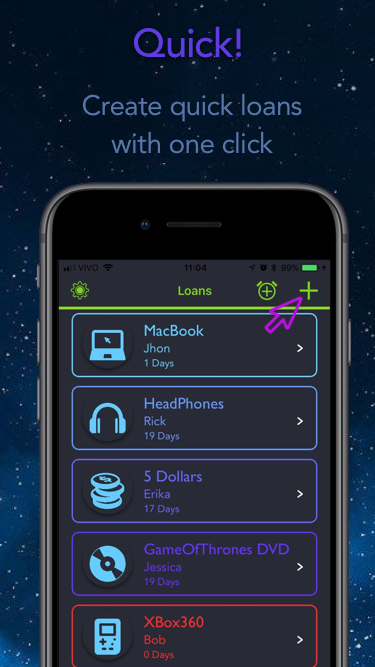 Quick!
Create quick loans
with one click
VIVO 11:04 99%
Loans
MacBook
Jhon
1 Days
HeadPhones
Rick
19 Days
5 Dollars
Erika
17 Days
GameOfThrones DVD
Jessica
19 Days
XBox360
Bob
0 Days